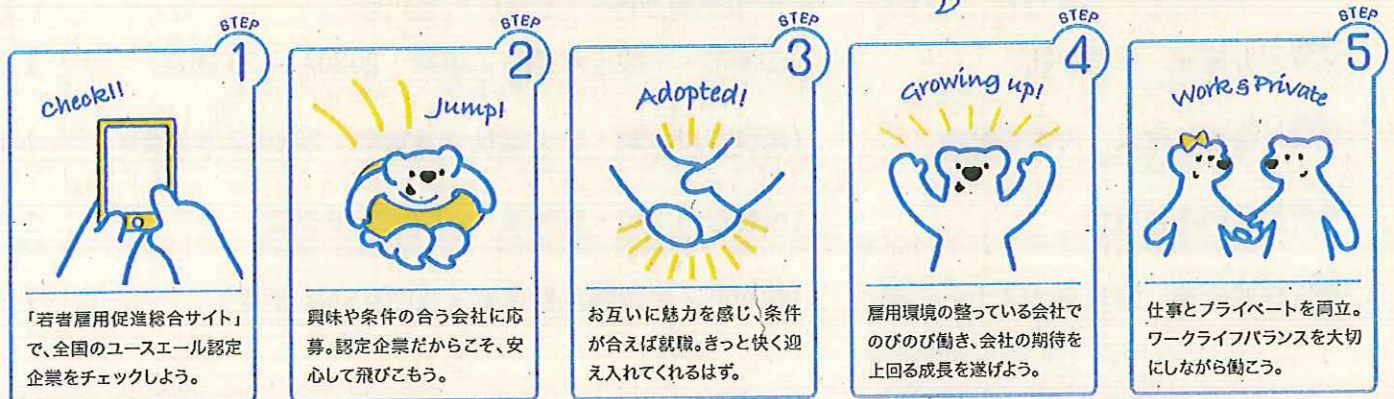 STEP
1
Check!!
「若者雇用促進総合サイト」
で、全国のユースエール認定
企業をチェックしよう。
STEP
2
Jump!
興味や条件の合う会社に応
募。認定企業だからこそ、安
心して飛びこもう。
STEP
3
Adopted!
お互いに魅力を感じ、条件
が合えば就職。きっと快く迎
え入れてくれるはず。
STEP
4
Growing up!
雇用環境の整っている会社で
のびのび働き、会社の期待を
上回る成長を遂げよう。
STEP
5
Work & Private
仕事とプライベートを両立。
ワークライフバランスを大切
にしながら働こう。